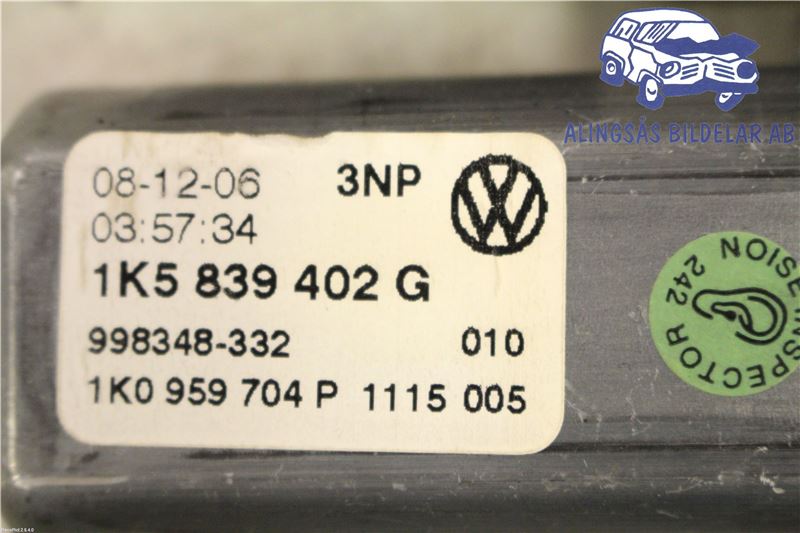 ALINGSÅS BILDELAR AB
08-12-06 3NP
03:57:34
1K5 839 402 G
998348-332 010
1K0 959 704 P 1115 005
NOISE INSPECTOR 242